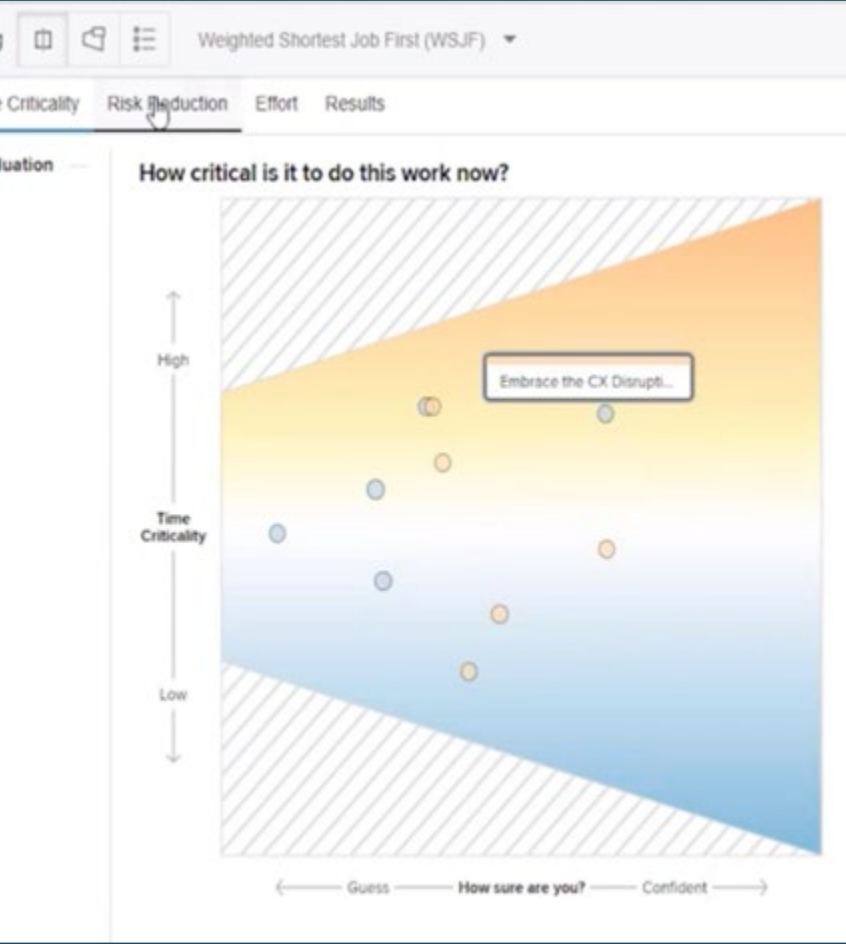 Weighted Shortest Job First (WSJF)
Criticality Risk Reduction Effort Results
luation
How critical is it to do this work now?
High
Embrace the CX Disrupti...
Time
Criticality
Low
Guess How sure are you? Confident